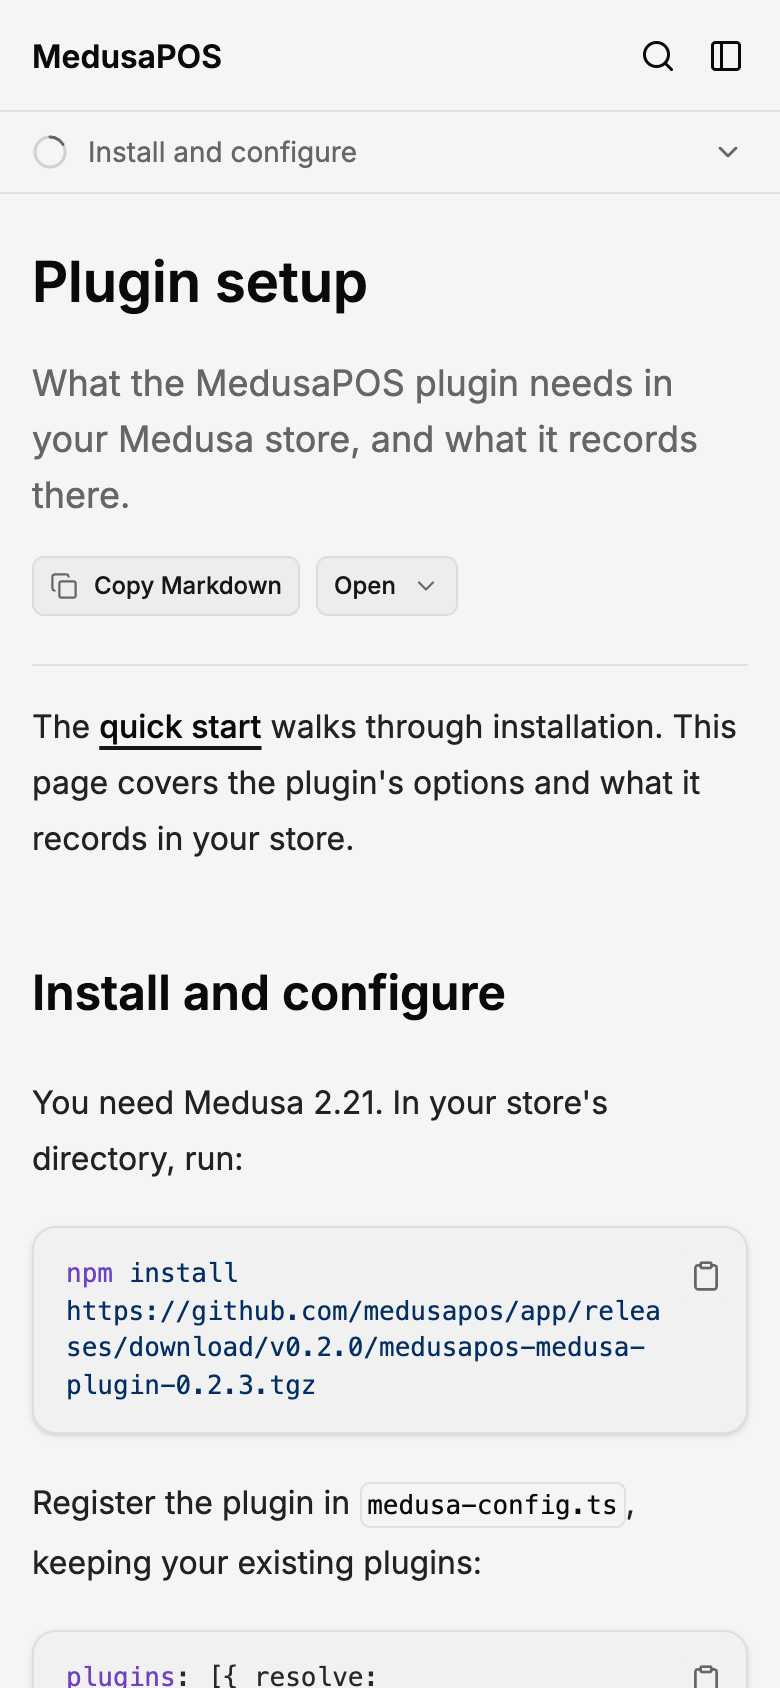 MedusaPOS
Install and configure
Plugin setup
What the MedusaPOS plugin needs in
your Medusa store, and what it records
there.
Copy Markdown
Open
The quick start walks through installation. This
page covers the plugin's options and what it
records in your store.
Install and configure
You need Medusa 2.21. In your store's
directory, run:
npm install
https://github.com/medusapos/app/relea
ses/download/v0.2.0/medusapos-medusa-
plugin-0.2.3.tgz
Register the plugin in medusa-config.ts,
keeping your existing plugins:
plugins: [{ resolve: